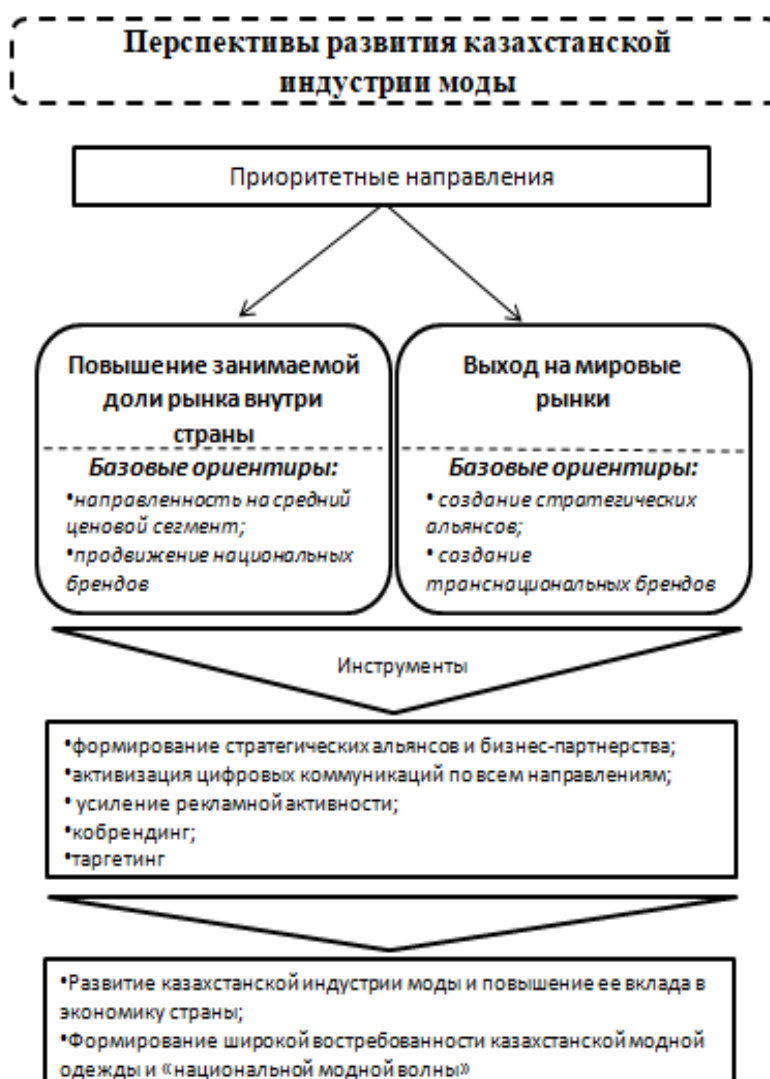 Перспективы развития казахстанской
индустрии моды
Приоритетные направления
Повышение занимаемой
доли рынка внутри
страны
Базовые ориентиры:
•направленность на средний
ценовой сегмент;
•продвижение национальных
брендов
Выход на мировые
рынки
Базовые ориентиры:
• создание стратегических
альянсов;
• создание
транснациональных брендов
Инструменты
•формирование стратегических альянсов и бизнес-партнерства;
•активизация цифровых коммуникаций по всем направлениям;
• усиление рекламной активности;
•кобрендинг;
•таргетинг
•Развитие казахстанской индустрии моды и повышение ее вклада в
экономику страны;
•Формирование широкой востребованности казахстанской модной
одежды и «национальной модной волны»